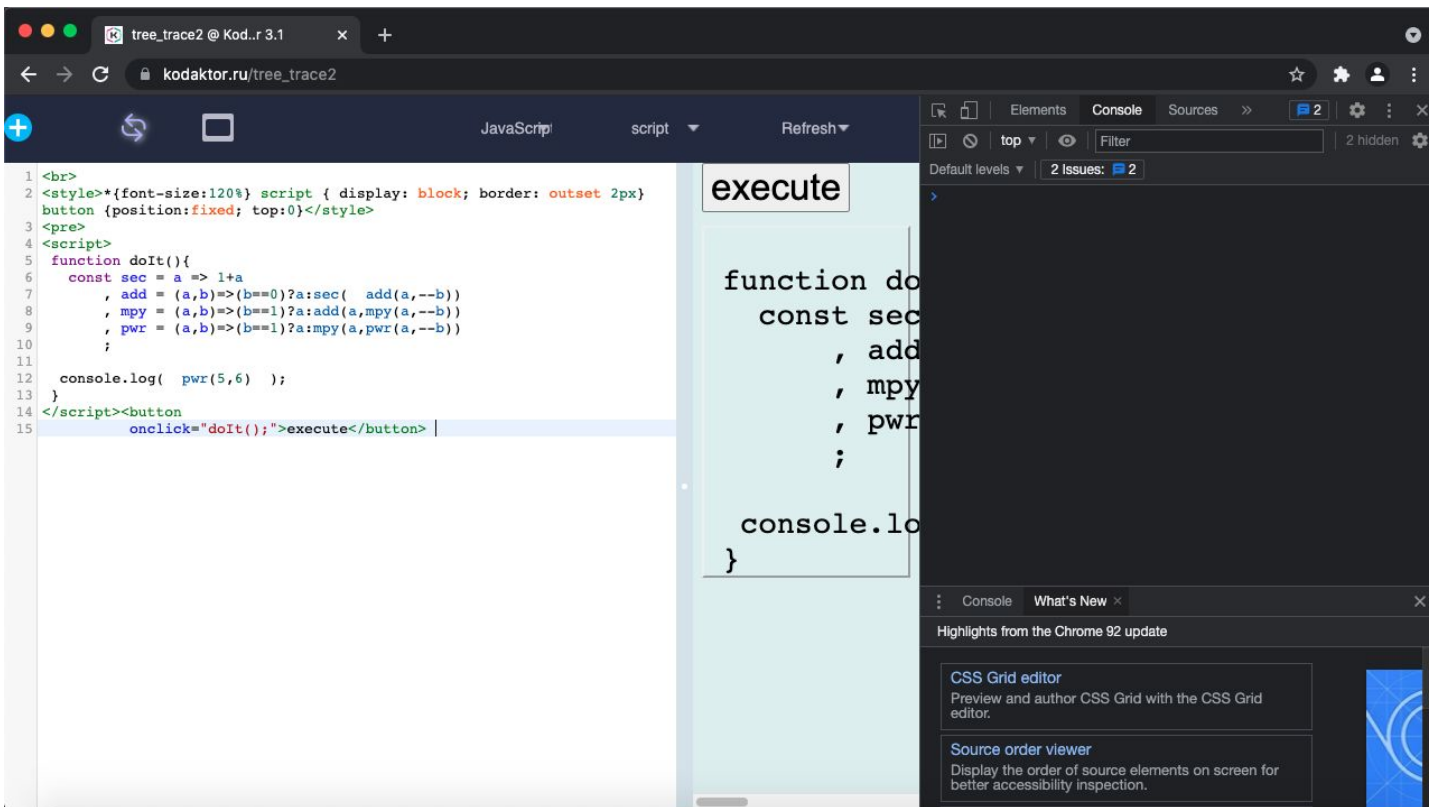 tree_trace2 @ Kod..r 3.1
kodaktor.ru/tree_trace2
JavaScript script Refresh
1 <br>
2 <style>*{font-size:120%} script { display: block; border: outset 2px}
button {position:fixed; top:0}</style>
3 <pre>
4 <script>
5 function doIt(){
6 const sec = a => 1+a
7 , add = (a,b)=>(b==0)?a:sec(  add(a,--b))
8 , mpy = (a,b)=>(b==1)?a:add(a,mpy(a,--b))
9 , pwr = (a,b)=>(b==1)?a:mpy(a,pwr(a,--b))
10 ;
11
12 console.log(  pwr(5,6)  );
13 }
14 </script><button
15 onclick="doIt();">execute</button>
execute
function do
const sec
, add
, mpy
, pwr
;
console.lo
}
Elements Console Sources » 2
top Filter 2 hidden
Default levels 2 Issues: 2
Console What's New
Highlights from the Chrome 92 update
CSS Grid editor
Preview and author CSS Grid with the CSS Grid
editor.
Source order viewer
Display the order of source elements on screen for
better accessibility inspection.